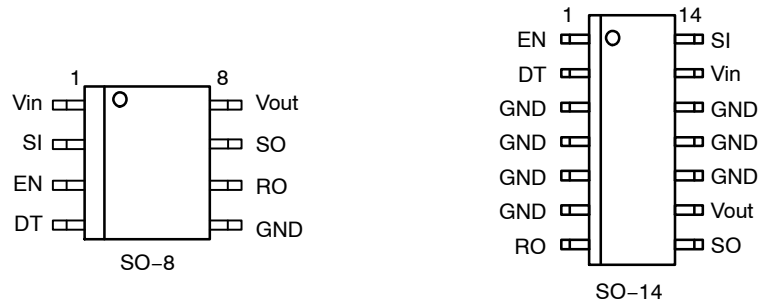 1 8
Vin Vout
SI SO
EN RO
DT GND
SO−8
1 14
EN SI
DT Vin
GND GND
GND GND
GND GND
GND Vout
RO SO
SO−14